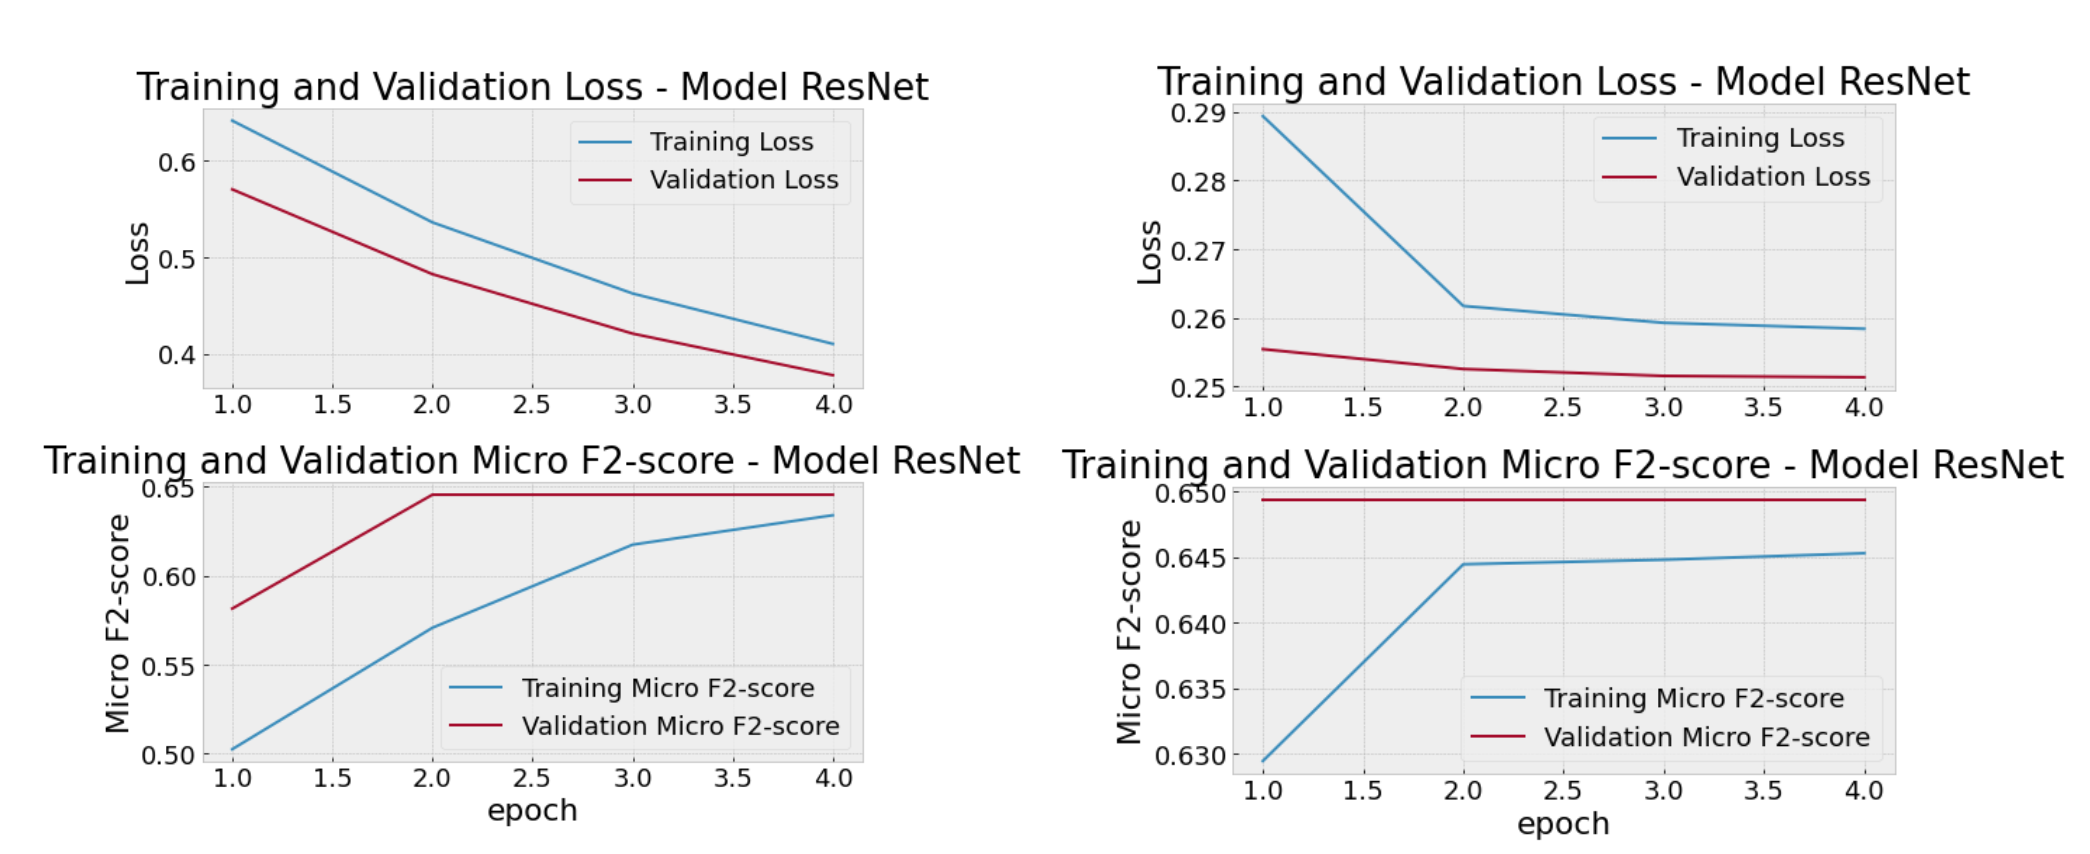 Training and Validation Loss - Model ResNet
Training Loss
Validation Loss
Loss
0.6
0.5
0.4
1.0 1.5 2.0 2.5 3.0 3.5 4.0
Training and Validation Micro F2-score - Model ResNet
Micro F2-score
0.65
0.60
0.55
0.50
Training Micro F2-score
Validation Micro F2-score
1.0 1.5 2.0 2.5 3.0 3.5 4.0
epoch
Training and Validation Loss - Model ResNet
Training Loss
Validation Loss
Loss
0.29
0.28
0.27
0.26
0.25
1.0 1.5 2.0 2.5 3.0 3.5 4.0
Training and Validation Micro F2-score - Model ResNet
Micro F2-score
0.650
0.645
0.640
0.635
0.630
Training Micro F2-score
Validation Micro F2-score
1.0 1.5 2.0 2.5 3.0 3.5 4.0
epoch